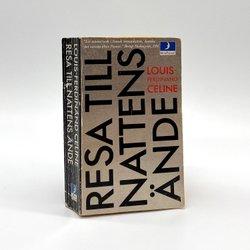 LOUIS-FERDINAND CÉLINE
RESA TILL NATTENS ÄNDE
LOUIS
FERDINAND
CÉLINE
RESA TILL
NATTENS
ÄNDE